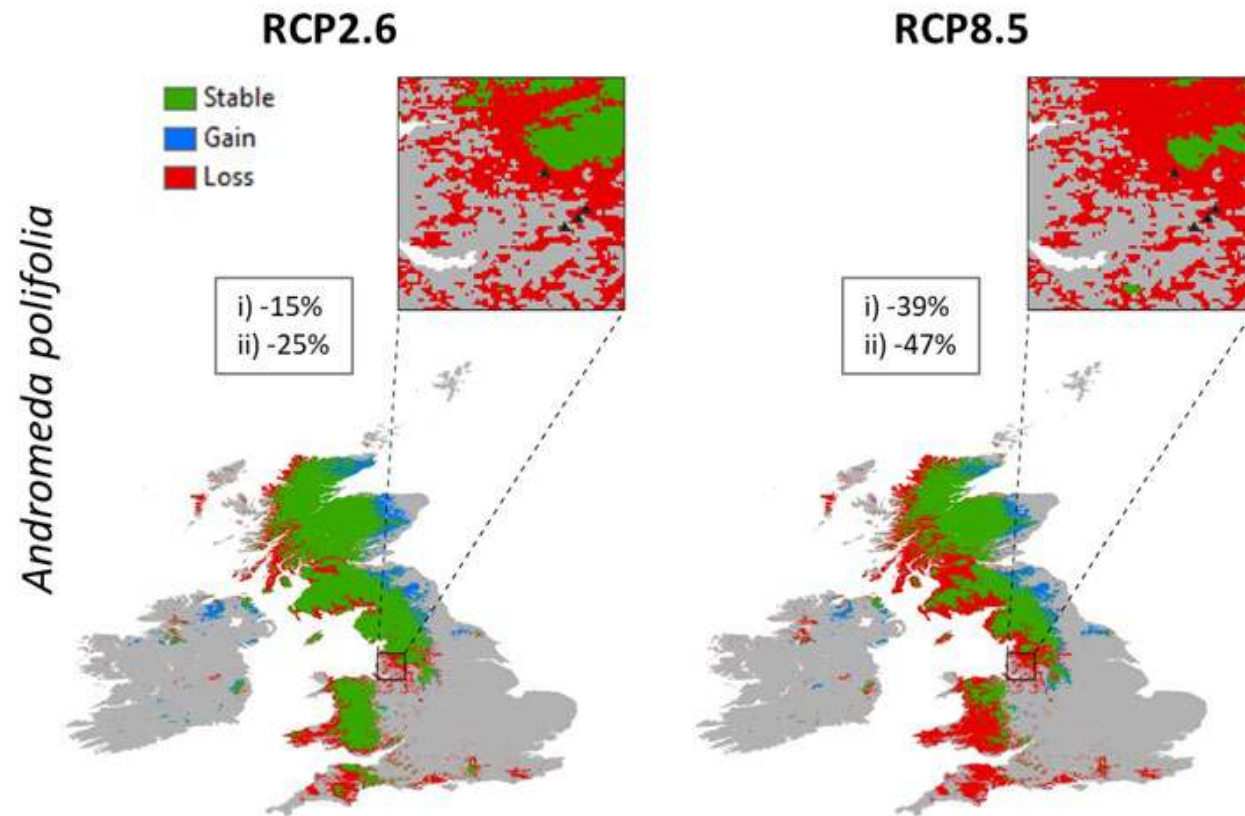 RCP2.6
RCP8.5
Stable
Gain
Loss
Andromeda polifolia
i) -15%
ii) -25%
i) -39%
ii) -47%